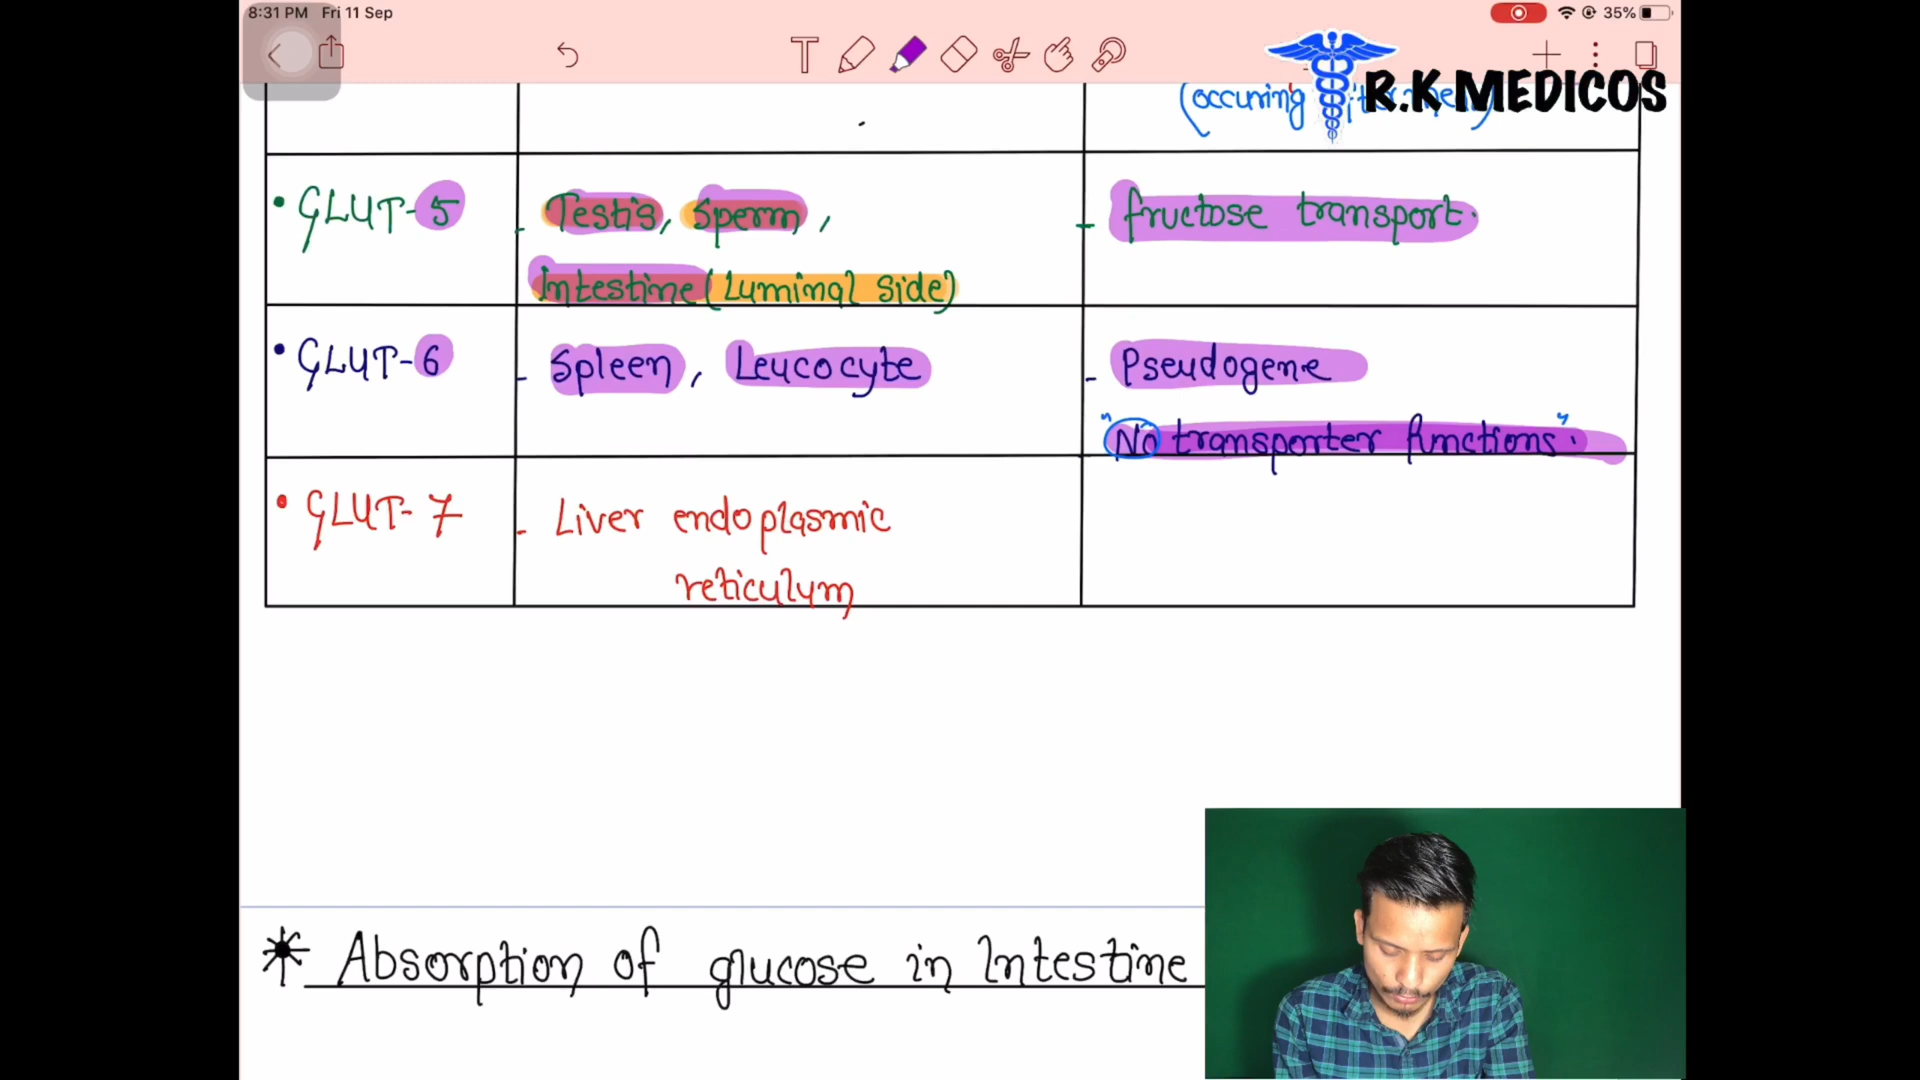 8:31 PM Fri 11 Sep
35%
T
R.K MEDICOS
(occuring
• GLUT-5
- Testis, Sperm,
Intestine (Luminal side)
- fructose transport.
• GLUT-6
- Spleen, Leucocyte
- Pseudogene
"No transporter functions".
• GLUT-7
- Liver endoplasmic
reticulum
* Absorption of glucose in Intestine